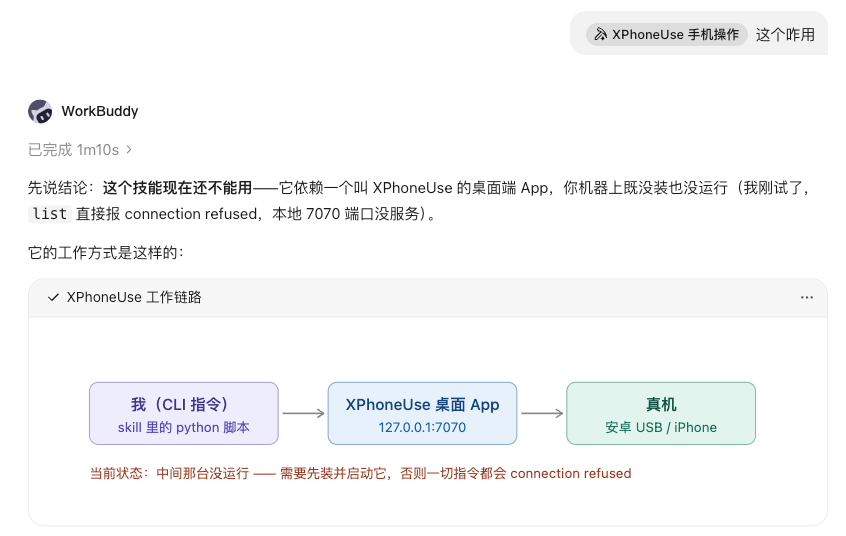 XPhoneUse 手机操作 这个咋用
WorkBuddy
已完成 1m10s >
先说结论：这个技能现在还不能用——它依赖一个叫 XPhoneUse 的桌面端 App，你机器上既没装也没运行（我刚试了，
list 直接报 connection refused，本地 7070 端口没服务）。
它的工作方式是这样的：
XPhoneUse 工作链路
我（CLI 指令）
skill 里的 python 脚本
XPhoneUse 桌面 App
127.0.0.1:7070
真机
安卓 USB / iPhone
当前状态：中间那台没运行 —— 需要先装并启动它，否则一切指令都会 connection refused